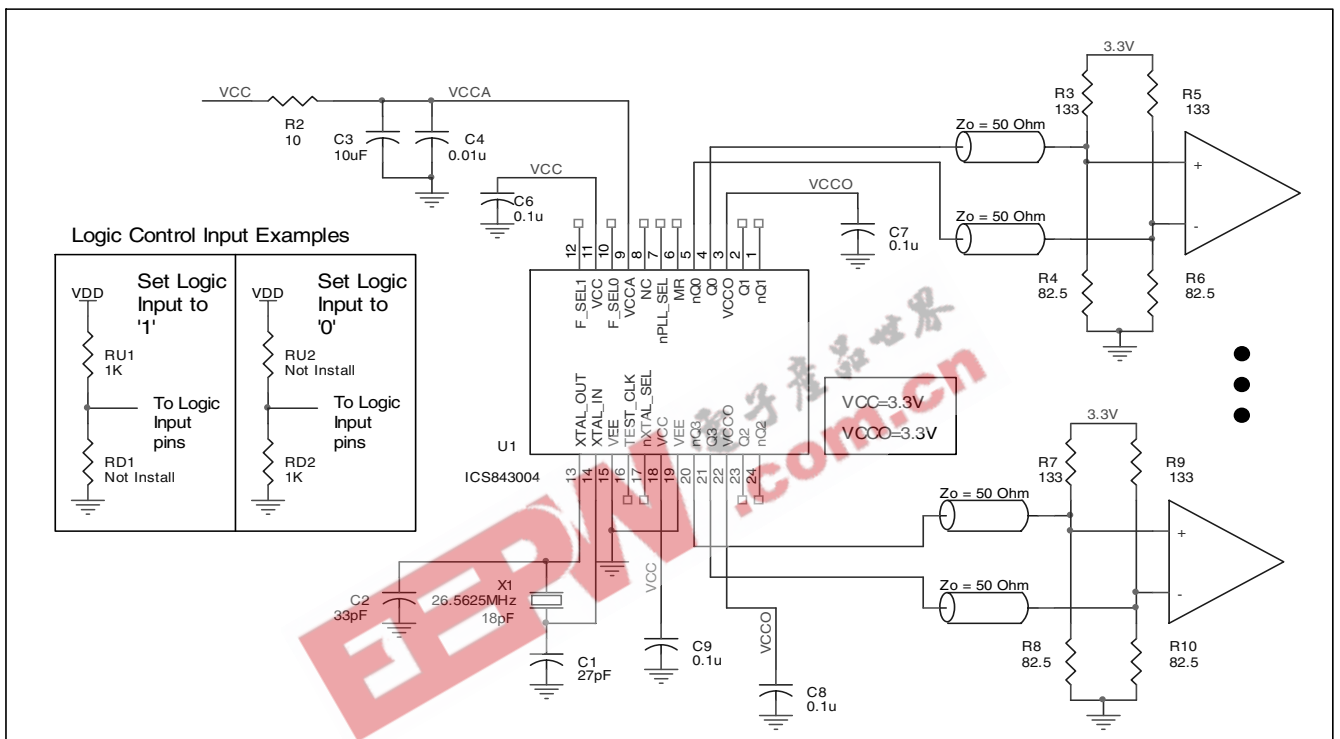 3.3V
VCC
VCCA
R2
10
C3
10uF
C4
0.01u
R3
133
R5
133
Zo = 50 Ohm
+
-
VCC
C6
0.1u
VCCO
C7
0.1u
Zo = 50 Ohm
R4
82.5
R6
82.5
12
11
10
9
8
7
6
5
4
3
2
1
F_SEL1
VCC
F_SEL0
VCCA
NC
nPLL_SEL
MR
nQ0
Q0
VCCO
Q1
nQ1
Logic Control Input Examples
Set Logic
Input to
'1'
VDD
RU1
1K
To Logic
Input
pins
RD1
Not Install
Set Logic
Input to
'0'
VDD
RU2
Not Install
To Logic
Input
pins
RD2
1K
XTAL_OUT
XTAL_IN
VEE
TEST_CLK
nXTAL_SEL
VCC
VEE
nQ3
Q3
VCCO
Q2
nQ2
U1
ICS843004
13
14
15
16
17
18
19
20
21
22
23
24
VCC=3.3V
VCCO=3.3V
电子產品世界
EEPW
.com.cn
3.3V
R7
133
R9
133
Zo = 50 Ohm
+
-
Zo = 50 Ohm
R8
82.5
R10
82.5
C2
33pF
X1
26.5625MHz
18pF
C1
27pF
VCC
C9
0.1u
VCCO
C8
0.1u